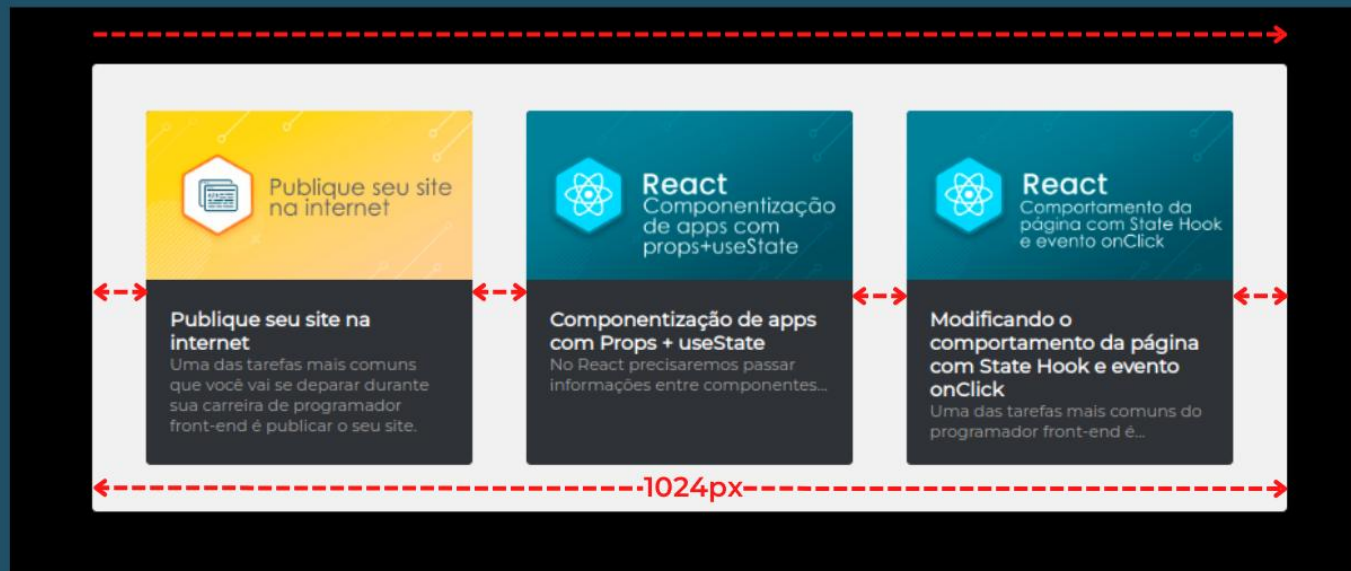 Publique seu site
na internet
Publique seu site na
internet
Uma das tarefas mais comuns
que você vai se deparar durante
sua carreira de programador
front-end é publicar o seu site.
React
Componentização
de apps com
props+useState
Componentização de apps
com Props + useState
No React precisaremos passar
informações entre componentes...
React
Comportamento da
página com State Hook
e evento onClick
Modificando o
comportamento da página
com State Hook e evento
onClick
Uma das tarefas mais comuns do
programador front-end é...
1024px